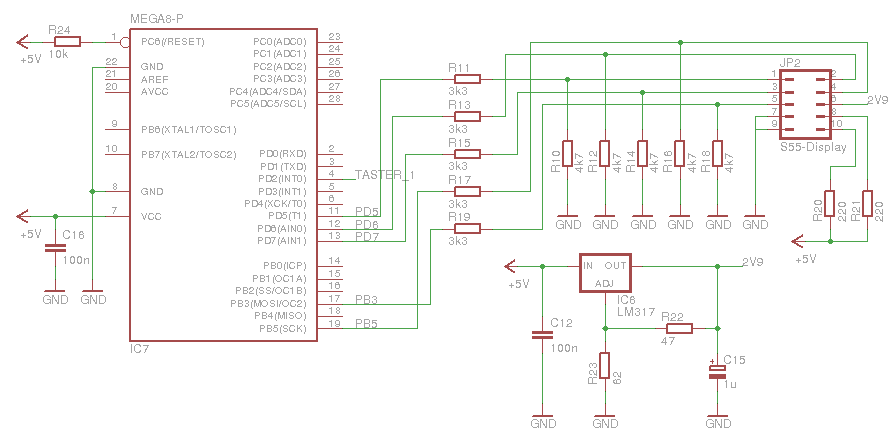 MEGA8-P
R24
10k
+5V
1 PC6(/RESET)
22 GND
21 AREF
20 AVCC
9 PB6(XTAL1/TOSC1)
10 PB7(XTAL2/TOSC2)
8 GND
7 VCC
+5V
C16
100n
GND
GND
IC7
PC0(ADC0) 23
PC1(ADC1) 24
PC2(ADC2) 25
PC3(ADC3) 26
PC4(ADC4/SDA) 27
PC5(ADC5/SCL) 28
PD0(RXD) 2
PD1(TXD) 3
PD2(INT0) 4 TASTER_1
PD3(INT1) 5
PD4(XCK/T0) 6
PD5(T1) 11 PD5
PD6(AIN0) 12 PD6
PD7(AIN1) 13 PD7
PB0(ICP) 14
PB1(OC1A) 15
PB2(SS/OC1B) 16
PB3(MOSI/OC2) 17 PB3
PB4(MISO) 18
PB5(SCK) 19 PB5
R11
3k3
R13
3k3
R15
3k3
R17
3k3
R19
3k3
R10
4k7
R12
4k7
R14
4k7
R16
4k7
R18
4k7
GND
GND
GND
GND
GND
GND
JP2
1 2
3 4
5 6
7 8
9 10
2V9
S55-Display
R20
220
R21
220
+5V
IN OUT
ADJ
IC6
LM317
+5V
2V9
C12
100n
R22
47
R23
62
C15
+
1u
GND
GND
GND